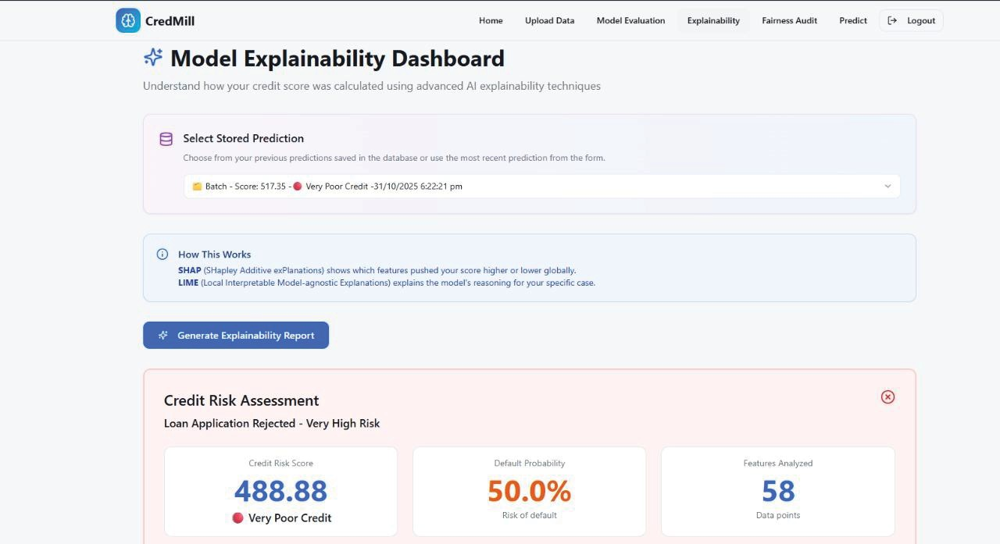 CredMill
Home Upload Data Model Evaluation Explainability Fairness Audit Predict Logout
Model Explainability Dashboard
Understand how your credit score was calculated using advanced AI explainability techniques
Select Stored Prediction
Choose from your previous predictions saved in the database or use the most recent prediction from the form.
Batch - Score: 517.35 - Very Poor Credit -31/10/2025 6:22:21 pm
How This Works
SHAP (SHapley Additive exPlanations) shows which features pushed your score higher or lower globally.
LIME (Local Interpretable Model-agnostic Explanations) explains the model's reasoning for your specific case.
Generate Explainability Report
Credit Risk Assessment
Loan Application Rejected - Very High Risk
Credit Risk Score
488.88
Very Poor Credit
Default Probability
50.0%
Risk of default
Features Analyzed
58
Data points